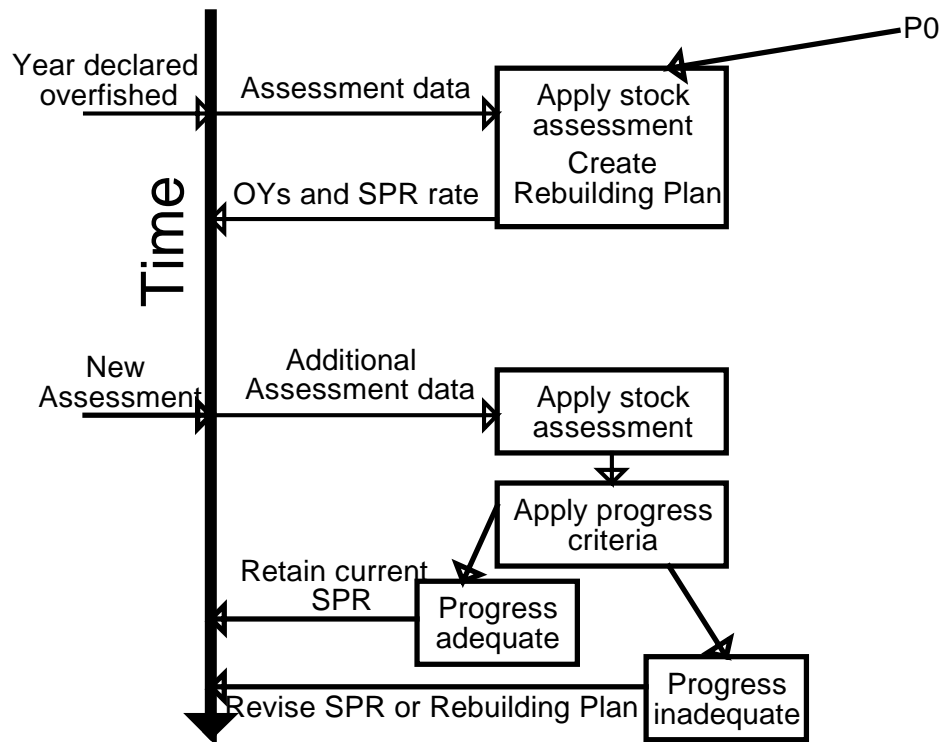 P0
Year declared
overfished
Assessment data
Apply stock
assessment
Create
Rebuilding Plan
OYs and SPR rate
Time
New
Assessment
Additional
Assessment data
Apply stock
assessment
Apply progress
criteria
Retain current
SPR
Progress
adequate
Revise SPR or Rebuilding Plan
Progress
inadequate